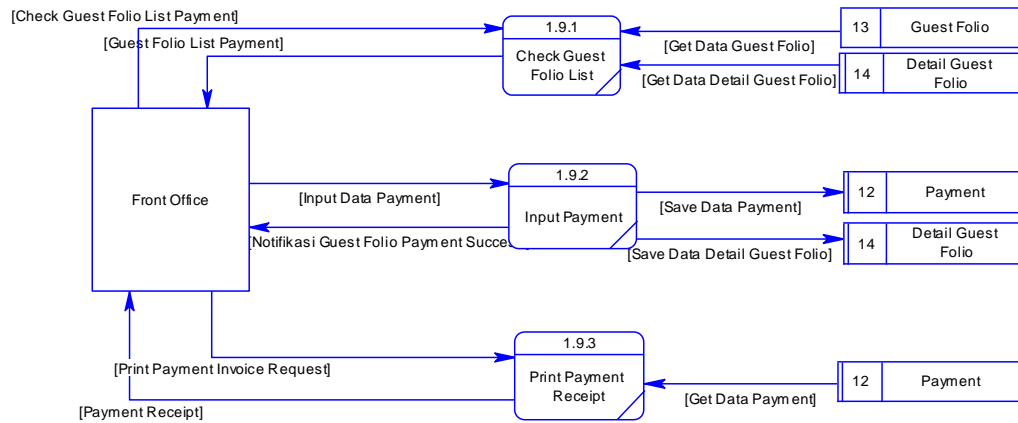 [Check Guest Folio List Payment]
[Guest Folio List Payment]
1.9.1
Check Guest
Folio List
[Get Data Guest Folio]
13
Guest Folio
[Get Data Detail Guest Folio]
14
Detail Guest
Folio
Front Office
[Input Data Payment]
1.9.2
Input Payment
[Notifikasi Guest Folio Payment Succes
[Save Data Payment]
12
Payment
[Save Data Detail Guest Folio]
14
Detail Guest
Folio
[Print Payment Invoice Request]
[Payment Receipt]
1.9.3
Print Payment
Receipt
[Get Data Payment]
12
Payment